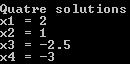 Quatre solutions
x1 = 2
x2 = 1
x3 = -2.5
x4 = -3